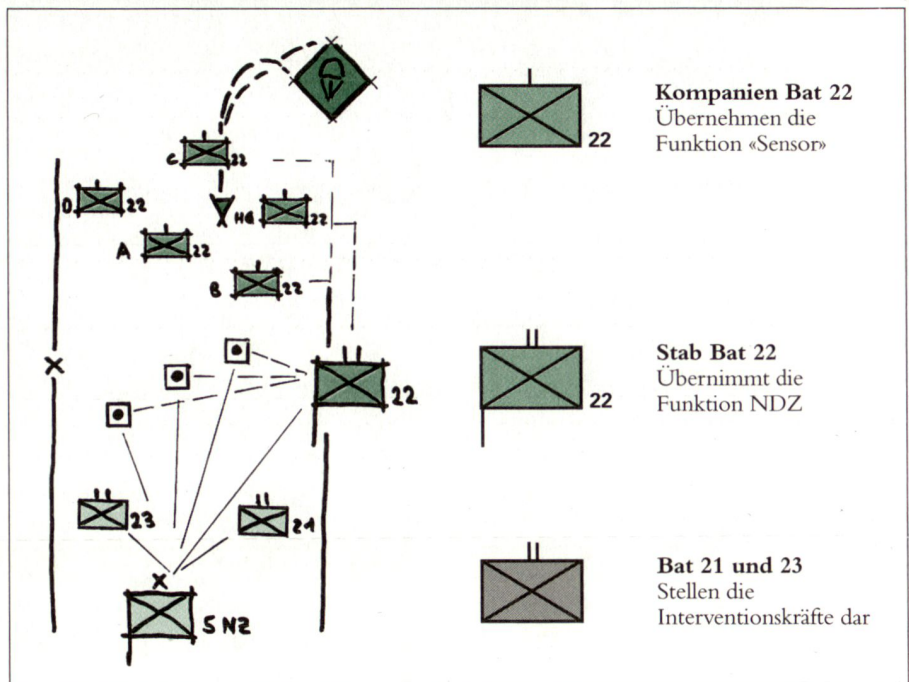 C 22
D 22
HQ 22
A 22
B 22
22
23
21
5 NZ
22
Kompanien Bat 22
Übernehmen die
Funktion «Sensor»
22
Stab Bat 22
Übernimmt die
Funktion NDZ
Bat 21 und 23
Stellen die
Interventionskräfte dar